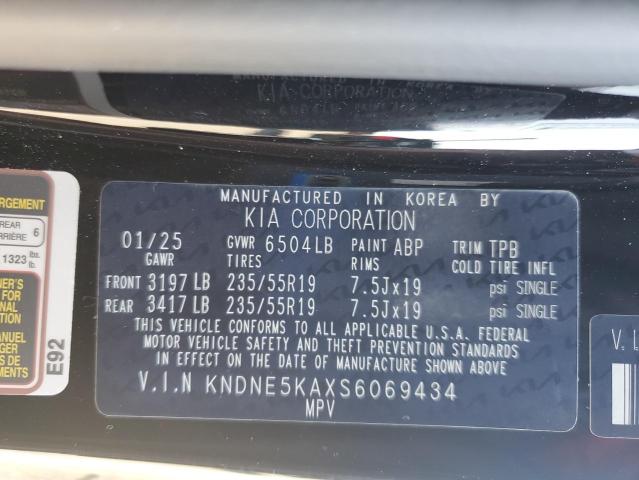 MANUFACTURED IN KOREA BY
KIA CORPORATION
01/25 GVWR 6504LB PAINT ABP TRIM TPB
GAWR TIRES RIMS COLD TIRE INFL
FRONT 3197 LB 235/55R19 7.5Jx19 psi SINGLE
REAR 3417 LB 235/55R19 7.5Jx19 psi SINGLE
THIS VEHICLE CONFORMS TO ALL APPLICABLE U.S.A. FEDERAL
MOTOR VEHICLE SAFETY AND THEFT PREVENTION STANDARDS
IN EFFECT ON THE DATE OF MANUFACTURE SHOWN ABOVE.
V.I.N KNDNE5KAXS6069434
MPV
REAR 6
1323 lbs.
E92
V.I.